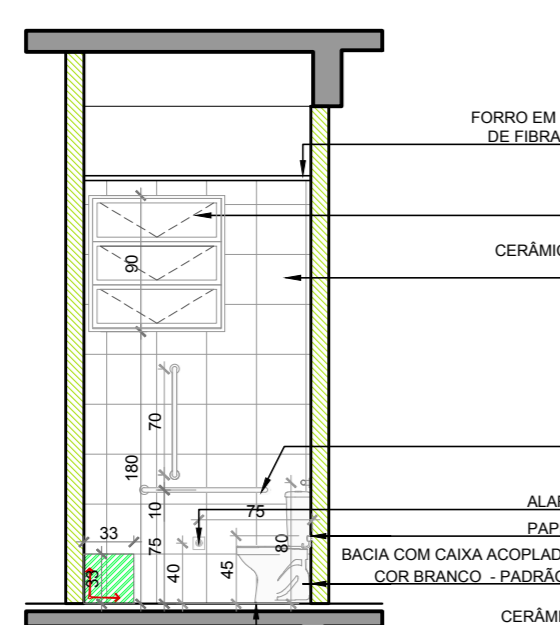 FORRO EM
DE FIBRA
CERÂMIC
90
70
180
10
75
33
75
80
33
40
45
ALAR
PAP
BACIA COM CAIXA ACOPLAD
COR BRANCO - PADRÃO
CERÂMI